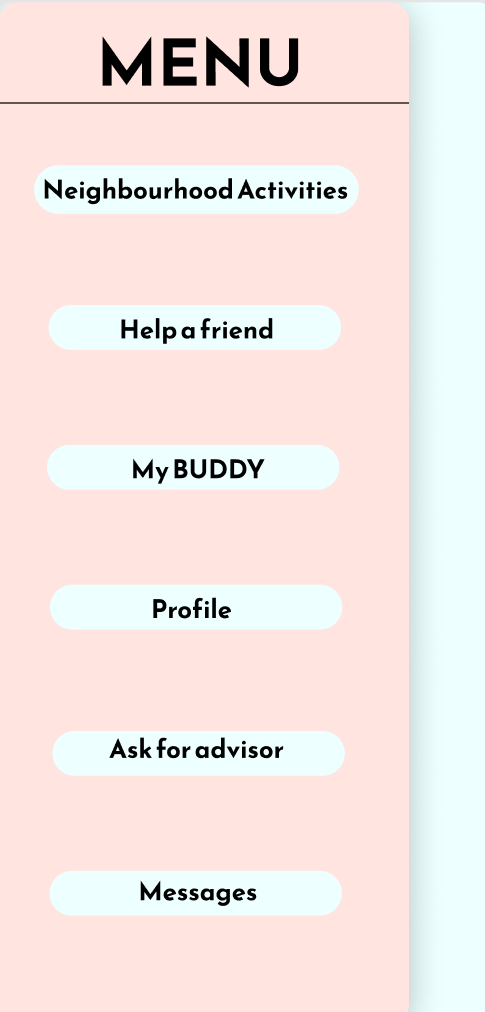 MENU
Neighbourhood Activities
Help a friend
My BUDDY
Profile
Ask for advisor
Messages